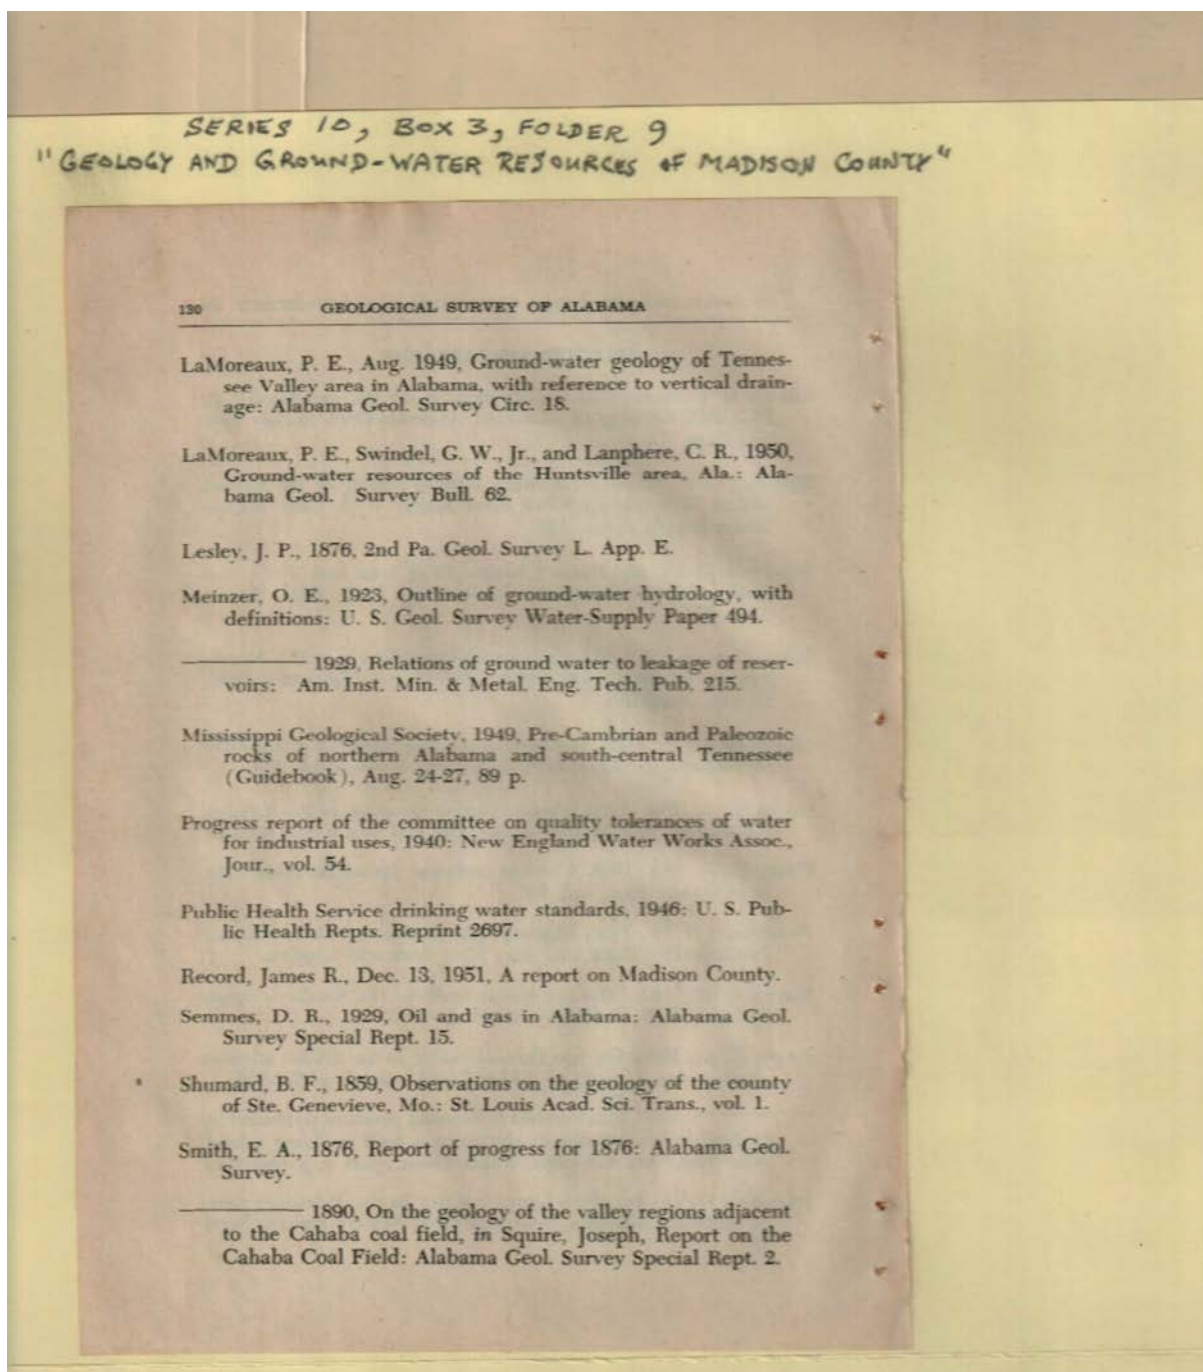 SERIES 10, BOX 3, FOLDER 9
"GEOLOGY AND GROUND-WATER RESOURCES OF MADISON COUNTY"
130 GEOLOGICAL SURVEY OF ALABAMA
LaMoreaux, P. E., Aug. 1949, Ground-water geology of Tennes-
see Valley area in Alabama, with reference to vertical drain-
age: Alabama Geol. Survey Circ. 18.
LaMoreaux, P. E., Swindel, G. W., Jr., and Lanphere, C. R., 1950,
Ground-water resources of the Huntsville area, Ala.: Ala-
bama Geol. Survey Bull. 62.
Lesley, J. P., 1876, 2nd Pa. Geol. Survey L. App. E.
Meinzer, O. E., 1923, Outline of ground-water hydrology, with
definitions: U. S. Geol. Survey Water-Supply Paper 494.
——— 1929, Relations of ground water to leakage of reser-
voirs: Am. Inst. Min. & Metal. Eng. Tech. Pub. 215.
Mississippi Geological Society, 1949, Pre-Cambrian and Paleozoic
rocks of northern Alabama and south-central Tennessee
(Guidebook), Aug. 24-27, 89 p.
Progress report of the committee on quality tolerances of water
for industrial uses, 1940: New England Water Works Assoc.,
Jour., vol. 54.
Public Health Service drinking water standards, 1946: U. S. Pub-
lic Health Repts. Reprint 2697.
Record, James R., Dec. 13, 1951, A report on Madison County.
Semmes, D. R., 1929, Oil and gas in Alabama: Alabama Geol.
Survey Special Rept. 15.
Shumard, B. F., 1859, Observations on the geology of the county
of Ste. Genevieve, Mo.: St. Louis Acad. Sci. Trans., vol. 1.
Smith, E. A., 1876, Report of progress for 1876: Alabama Geol.
Survey.
——— 1890, On the geology of the valley regions adjacent
to the Cahaba coal field, in Squire, Joseph, Report on the
Cahaba Coal Field: Alabama Geol. Survey Special Rept. 2.